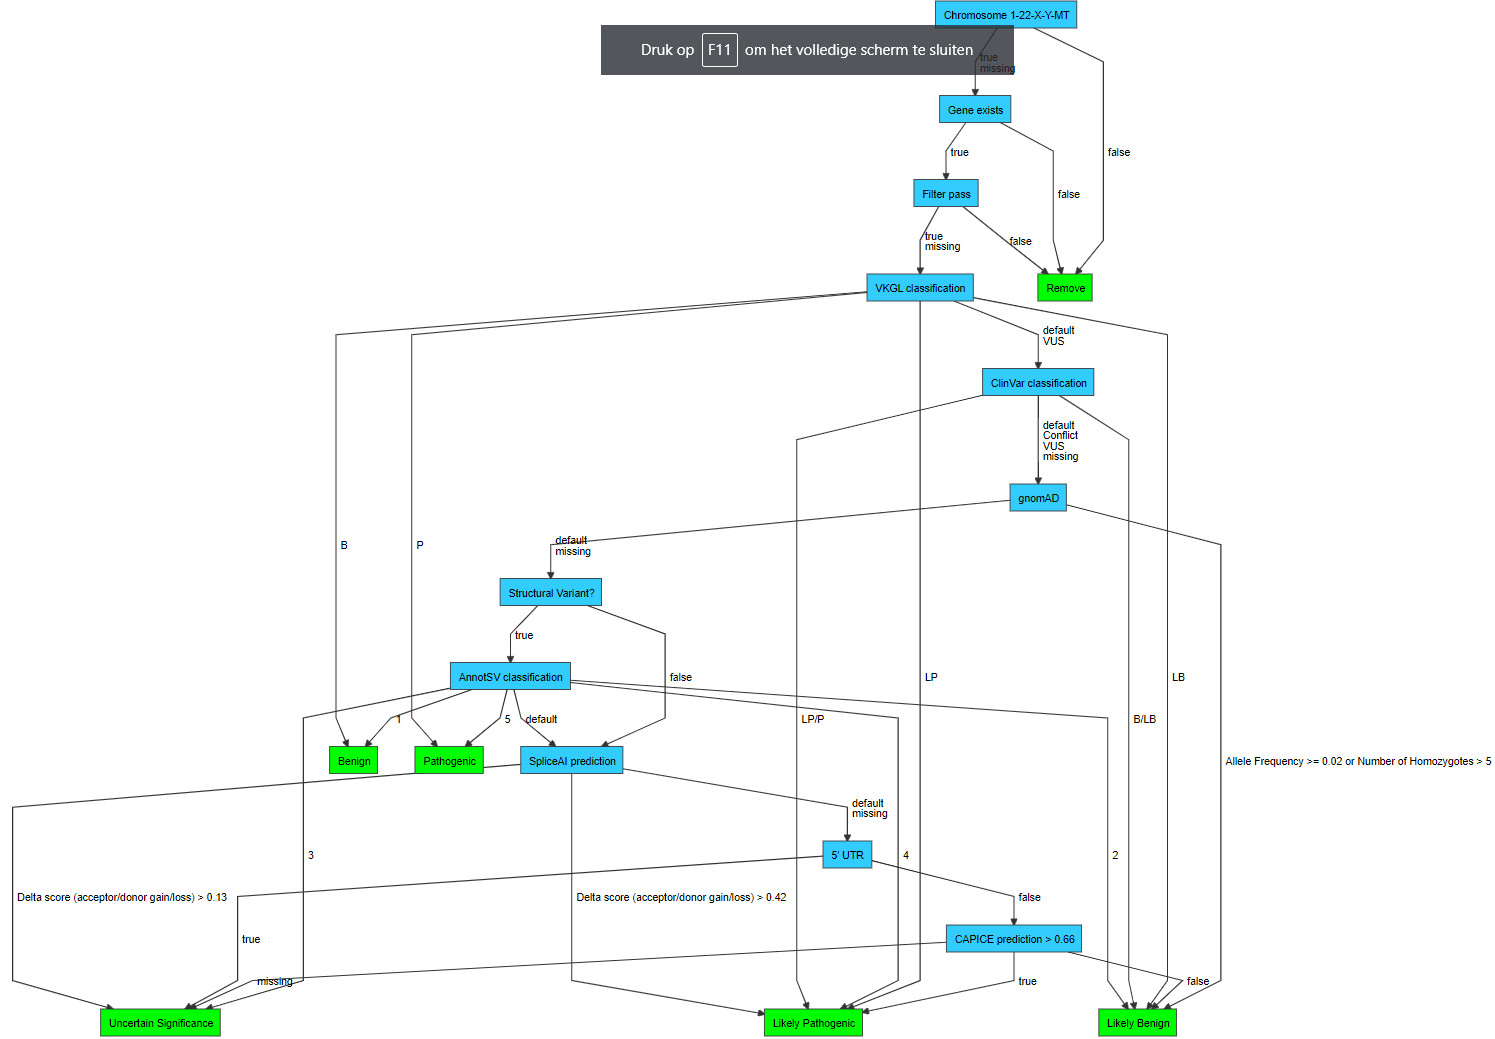 Chromosome 1-22-X-Y-MT
Druk op F11 om het volledige scherm te sluiten
true
missing
Gene exists
true
false
false
Filter pass
true
missing
false
VKGL classification
Remove
default
VUS
ClinVar classification
default
Conflict
VUS
missing
gnomAD
B
P
default
missing
Structural Variant?
true
AnnotSV classification
false
LP
LB
1
5
default
LP/P
B/LB
Benign
Pathogenic
SpliceAI prediction
Allele Frequency >= 0.02 or Number of Homozygotes > 5
default
missing
3
5' UTR
4
2
Delta score (acceptor/donor gain/loss) > 0.13
Delta score (acceptor/donor gain/loss) > 0.42
false
true
CAPICE prediction > 0.66
missing
true
false
Uncertain Significance
Likely Pathogenic
Likely Benign